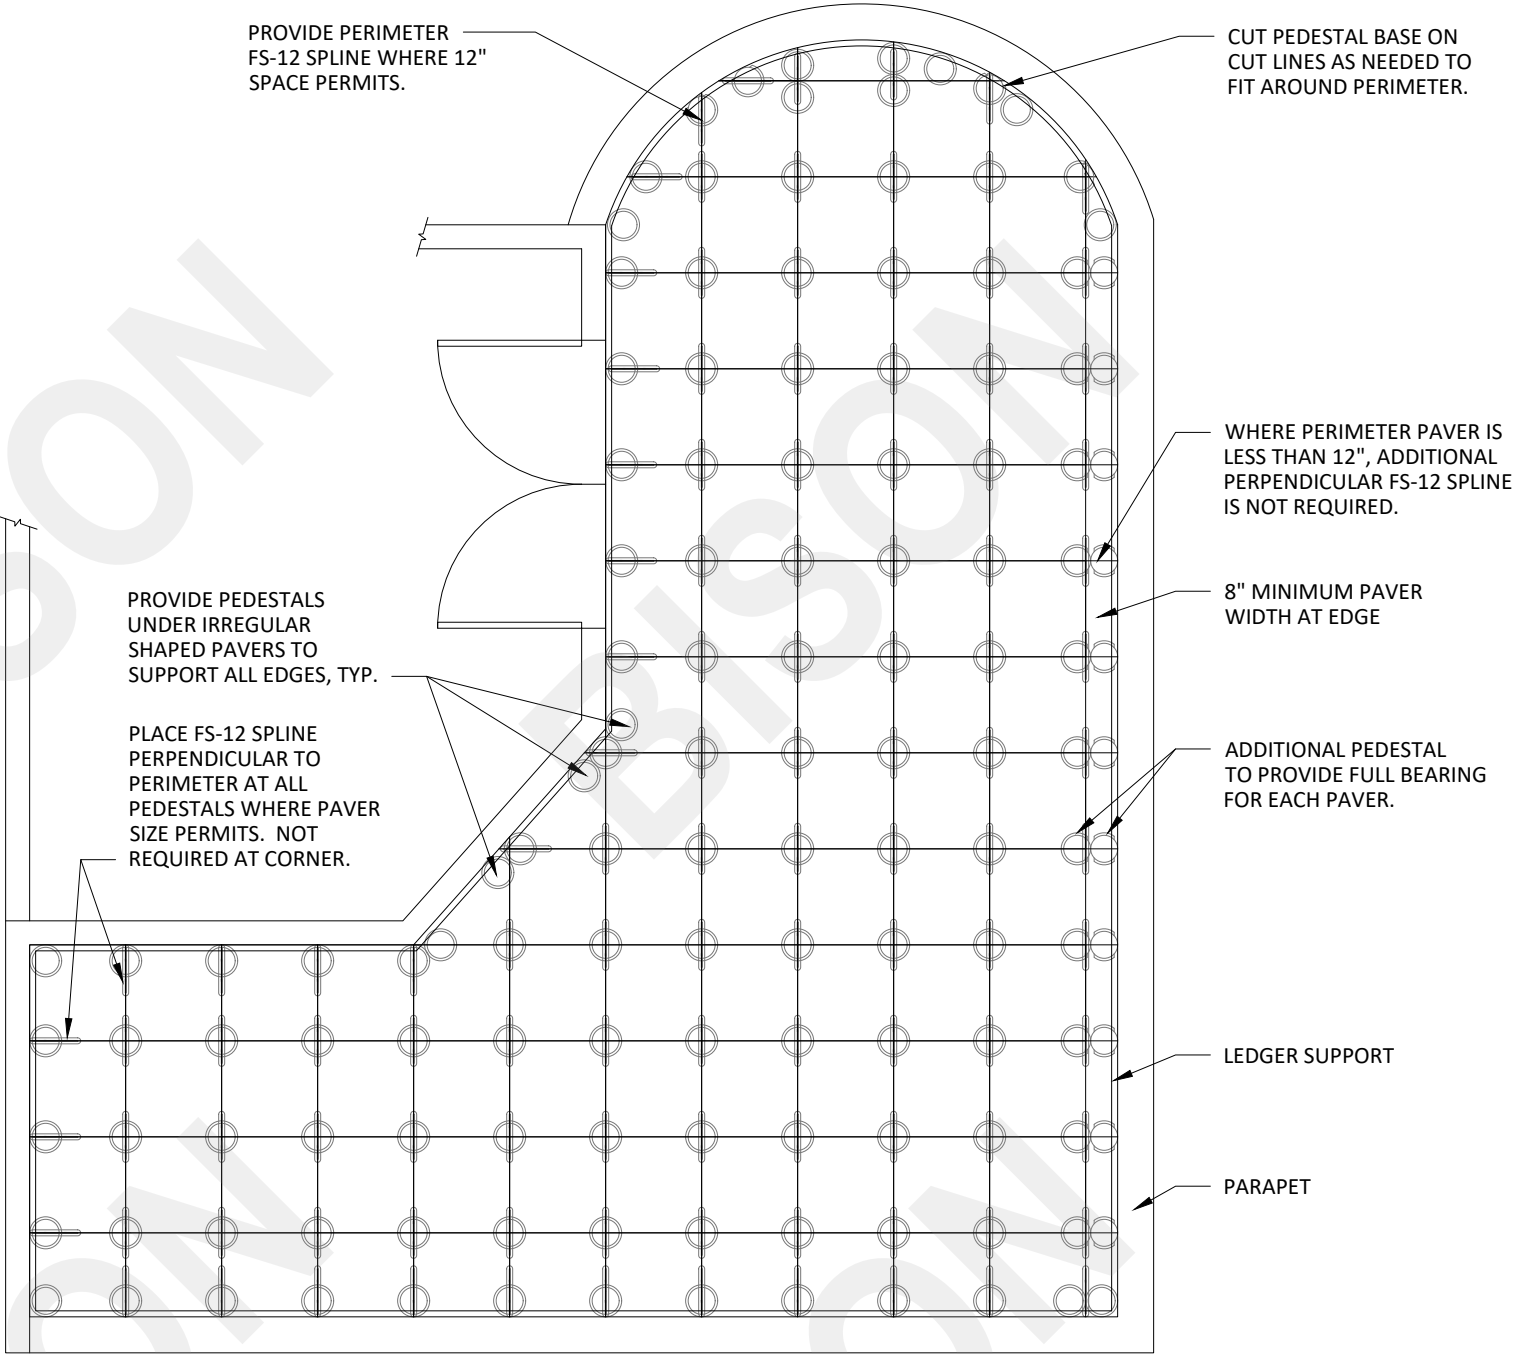 PROVIDE PERIMETER
FS-12 SPLINE WHERE 12"
SPACE PERMITS.
CUT PEDESTAL BASE ON
CUT LINES AS NEEDED TO
FIT AROUND PERIMETER.
WHERE PERIMETER PAVER IS
LESS THAN 12", ADDITIONAL
PERPENDICULAR FS-12 SPLINE
IS NOT REQUIRED.
8" MINIMUM PAVER
WIDTH AT EDGE
PROVIDE PEDESTALS
UNDER IRREGULAR
SHAPED PAVERS TO
SUPPORT ALL EDGES, TYP.
PLACE FS-12 SPLINE
PERPENDICULAR TO
PERIMETER AT ALL
PEDESTALS WHERE PAVER
SIZE PERMITS.  NOT
REQUIRED AT CORNER.
ADDITIONAL PEDESTAL
TO PROVIDE FULL BEARING
FOR EACH PAVER.
LEDGER SUPPORT
PARAPET
BISON
SON
ON
ON